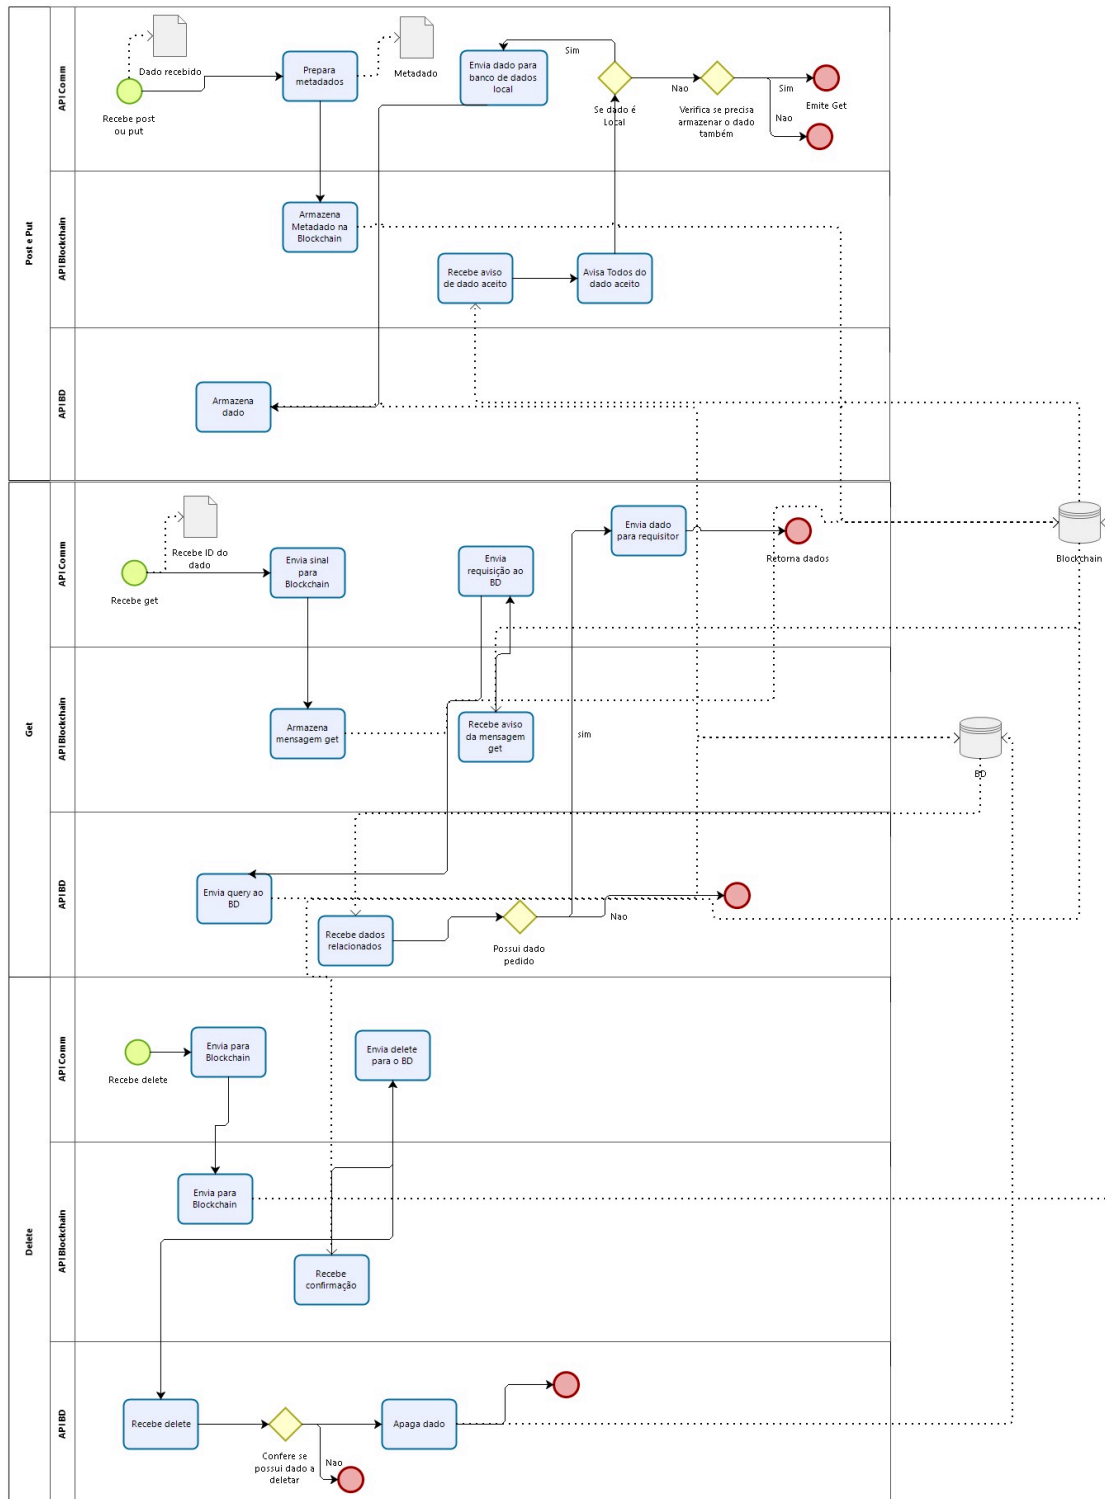 Post e Put
API Comm
Dado recebido
Recebe post
ou put
Prepara
metadados
Metadado
Envia dado para
banco de dados
local
Sim
Se dado é
Local
Nao
Verifica se precisa
armazenar o dado
também
Sim
Nao
Emite Get
API Blockchain
Armazena
Metadado na
Blockchain
Recebe aviso
de dado aceito
Avisa Todos do
dado aceito
API BD
Armazena
dado
Get
API Comm
Recebe ID do
dado
Recebe get
Envia sinal
para
Blockchain
Envia
requisição ao
BD
Envia dado
para requisitor
Retorna dados
Blockchain
API Blockchain
Armazena
mensagem get
Recebe aviso
da mensagem
get
sim
BD
API BD
Envia query ao
BD
Recebe dados
relacionados
Possui dado
pedido
Nao
Delete
API Comm
Recebe delete
Envia para
Blockchain
Envia delete
para o BD
API Blockchain
Envia para
Blockchain
Recebe
confirmação
API BD
Recebe delete
Confere se
possui dado a
deletar
Nao
Apaga dado